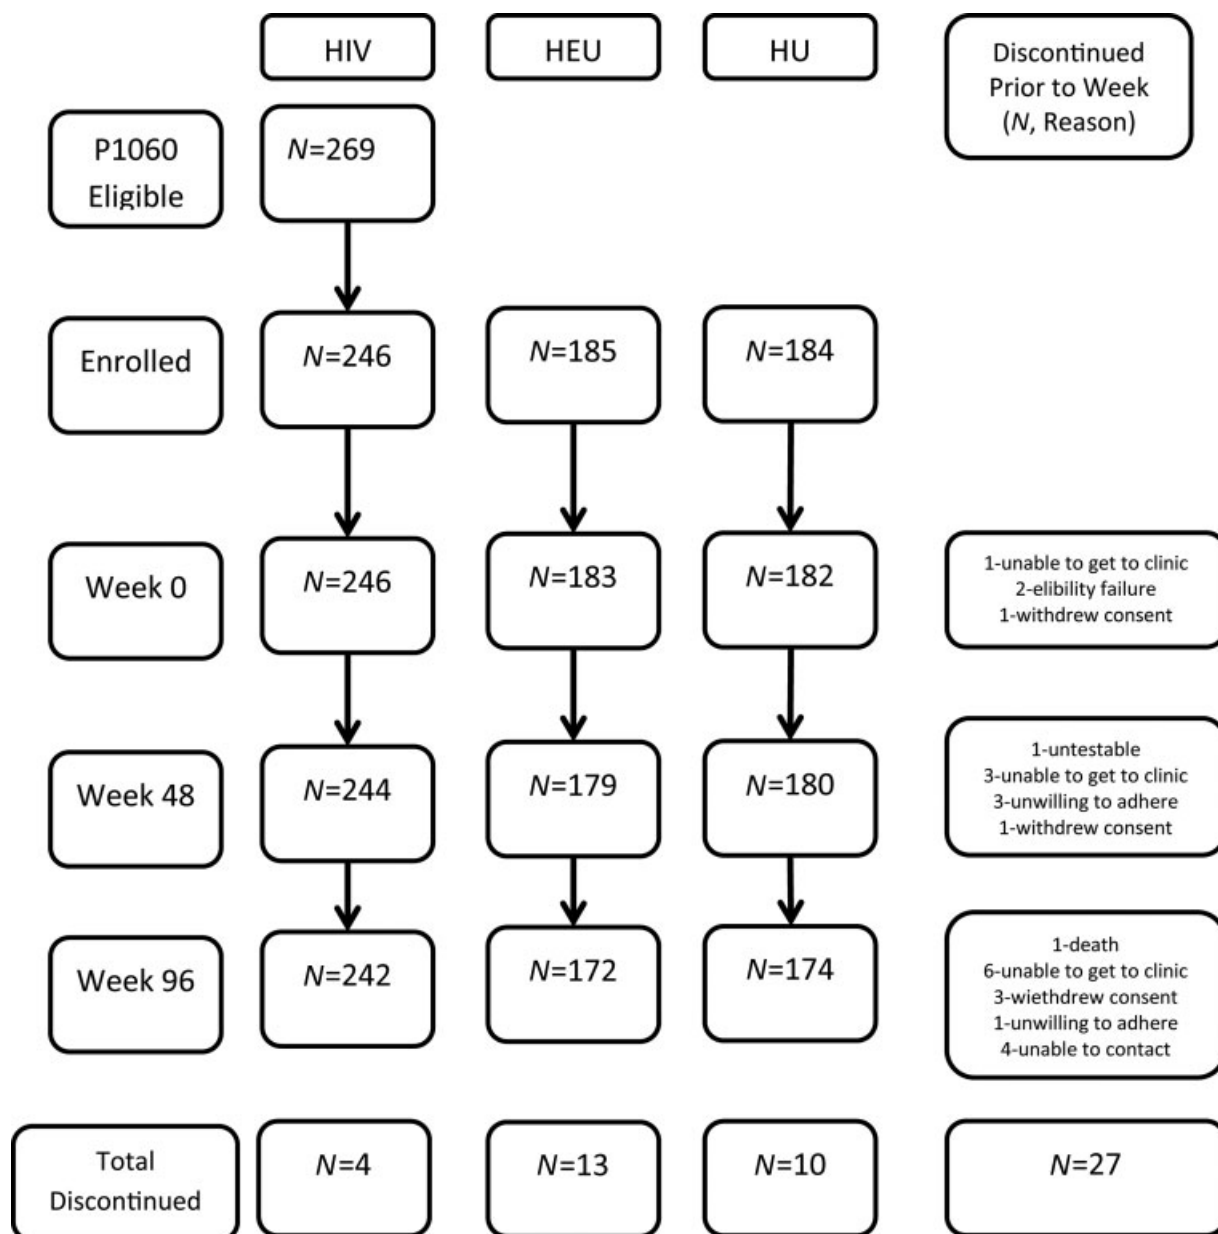 HIV
HEU
HU
Discontinued
Prior to Week
(N, Reason)
P1060
Eligible
N=269
Enrolled
N=246
N=185
N=184
Week 0
N=246
N=183
N=182
1-unable to get to clinic
2-elibility failure
1-withdrew consent
Week 48
N=244
N=179
N=180
1-untestable
3-unable to get to clinic
3-unwilling to adhere
1-withdrew consent
Week 96
N=242
N=172
N=174
1-death
6-unable to get to clinic
3-wiethdrew consent
1-unwilling to adhere
4-unable to contact
Total
Discontinued
N=4
N=13
N=10
N=27